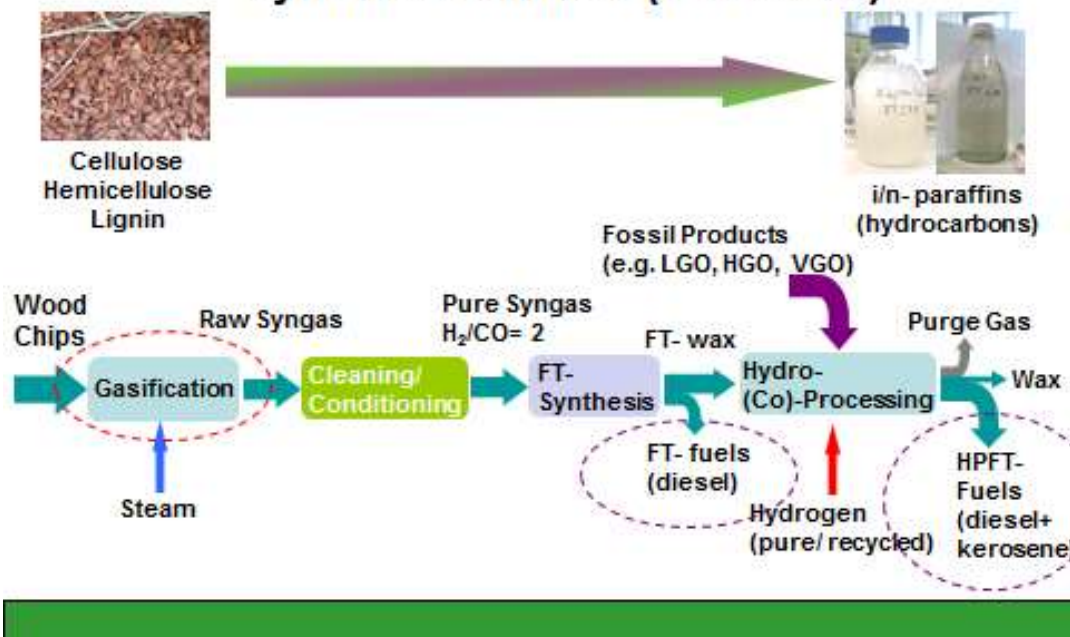 Cellulose
Hemicellulose
Lignin
i/n- paraffins
(hydrocarbons)
Fossil Products
(e.g. LGO, HGO, VGO)
Wood
Chips
Raw Syngas
Pure Syngas
H₂/CO= 2
FT- wax
Purge Gas
Gasification
Cleaning/
Conditioning
FT-
Synthesis
Hydro-
(Co)-Processing
Wax
Steam
FT- fuels
(diesel)
Hydrogen
(pure/ recycled)
HPFT-
Fuels
(diesel+
kerosene)